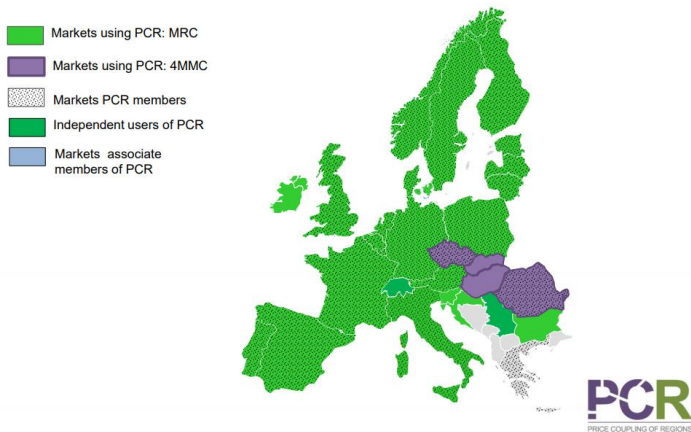 Markets using PCR: MRC
Markets using PCR: 4MMC
Markets PCR members
Independent users of PCR
Markets associate
members of PCR
PCR
PRICE COUPLING OF REGIONS